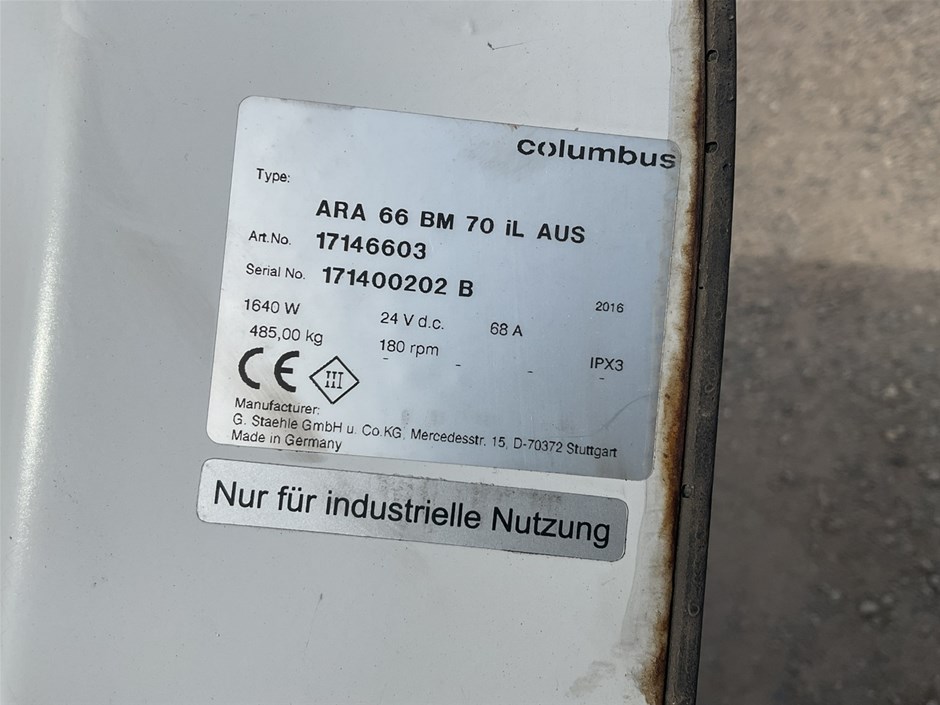 columbus
Type:
ARA 66 BM 70 iL AUS
Art.No. 17146603
Serial No. 171400202 B
2016
1640 W 24 V d.c. 68 A
485,00 kg 180 rpm IPX3
- - - -
CE III
Manufacturer:
G. Staehle GmbH u. Co.KG, Mercedesstr. 15, D-70372 Stuttgart
Made in Germany
Nur für industrielle Nutzung